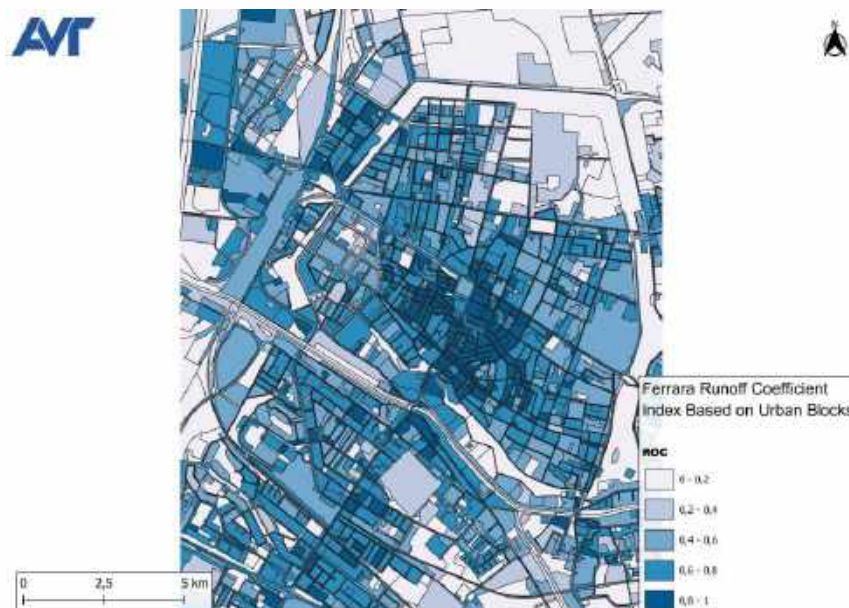 AVT
N
Ferrara Runoff Coefficient
Index Based on Urban Blocks
ROC
0 - 0,2
0,2 - 0,4
0,4 - 0,6
0,6 - 0,8
0,8 - 1
0 2,5 5 km